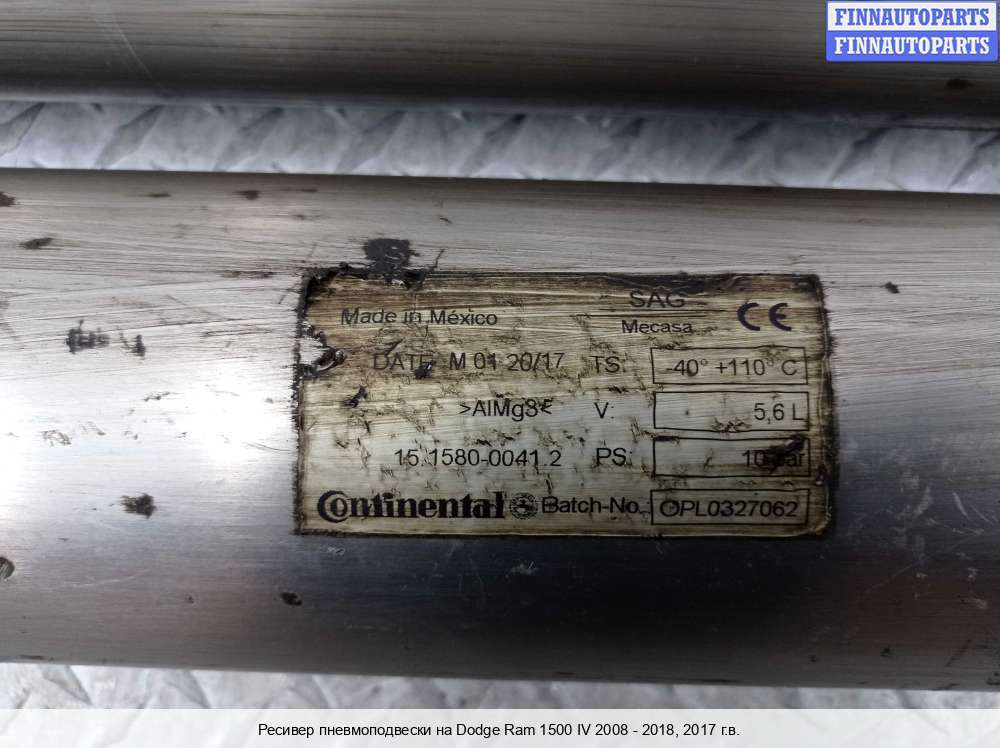 FINNAUTOPARTS
FINNAUTOPARTS
SAG
Made in México
Mecasa
CE
DATE M 01 20/17 TS: -40° +110° C
V: 5,6 L
15.1580-0041.2 PS:
Continental Batch-No. OPL0327062
Ресивер пневмоподвески на Dodge Ram 1500 IV 2008 - 2018, 2017 г.в.